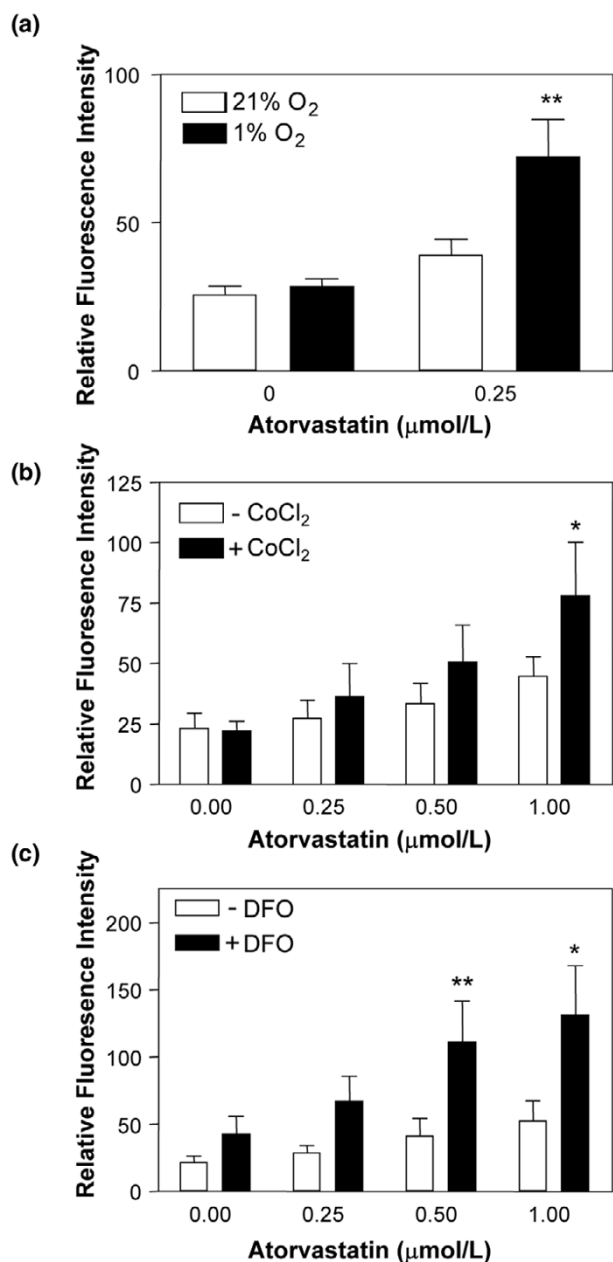 (a)
Relative Fluorescence Intensity
100
50
0
21% O2
1% O2
**
0 0.25
Atorvastatin (μmol/L)
(b)
Relative Fluoresence Intensity
125
100
75
50
25
0
- CoCl2
+ CoCl2
*
0.00 0.25 0.50 1.00
Atorvastatin (μmol/L)
(c)
Relative Fluoresence Intensity
200
150
100
50
0
- DFO
+ DFO
**
*
0.00 0.25 0.50 1.00
Atorvastatin (μmol/L)